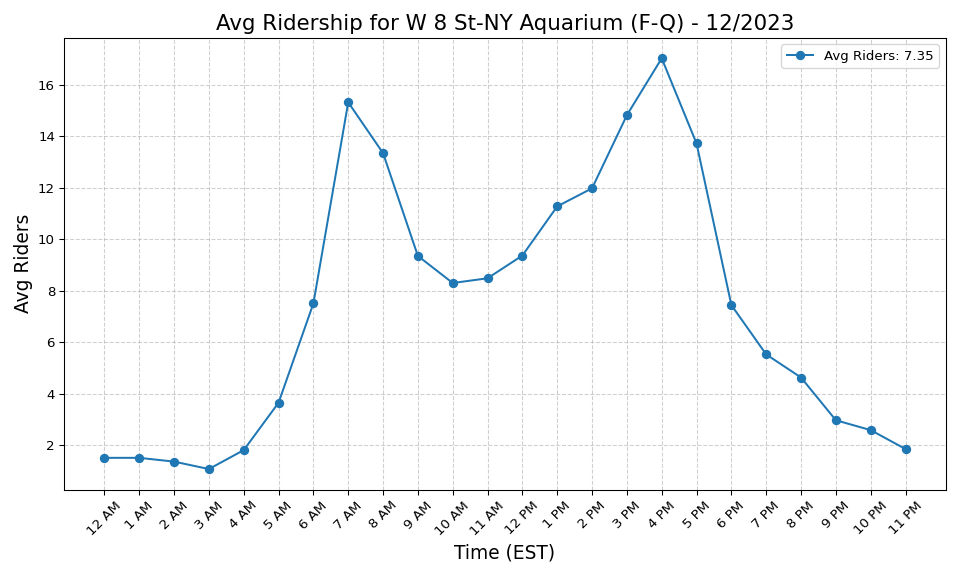 Avg Ridership for W 8 St-NY Aquarium (F-Q) - 12/2023
Avg Riders: 7.35
Avg Riders
16
14
12
10
8
6
4
2
12 AM
1 AM
2 AM
3 AM
4 AM
5 AM
6 AM
7 AM
8 AM
9 AM
10 AM
11 AM
12 PM
1 PM
2 PM
3 PM
4 PM
5 PM
6 PM
7 PM
8 PM
9 PM
10 PM
11 PM
Time (EST)